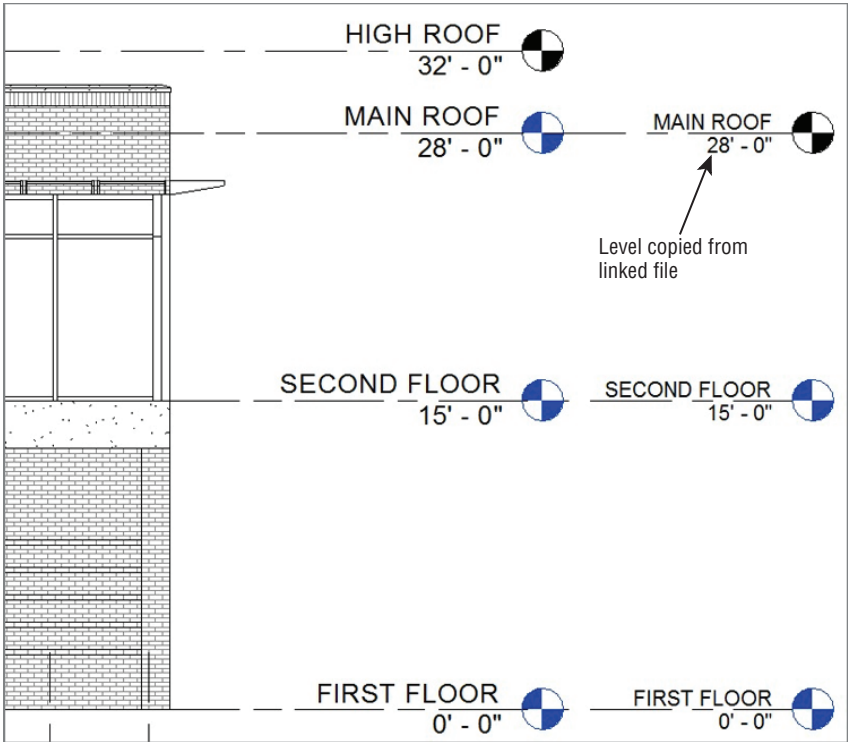 HIGH ROOF
32' - 0"
MAIN ROOF
28' - 0"
MAIN ROOF
28' - 0"
Level copied from
linked file
SECOND FLOOR
15' - 0"
SECOND FLOOR
15' - 0"
FIRST FLOOR
0' - 0"
FIRST FLOOR
0' - 0"